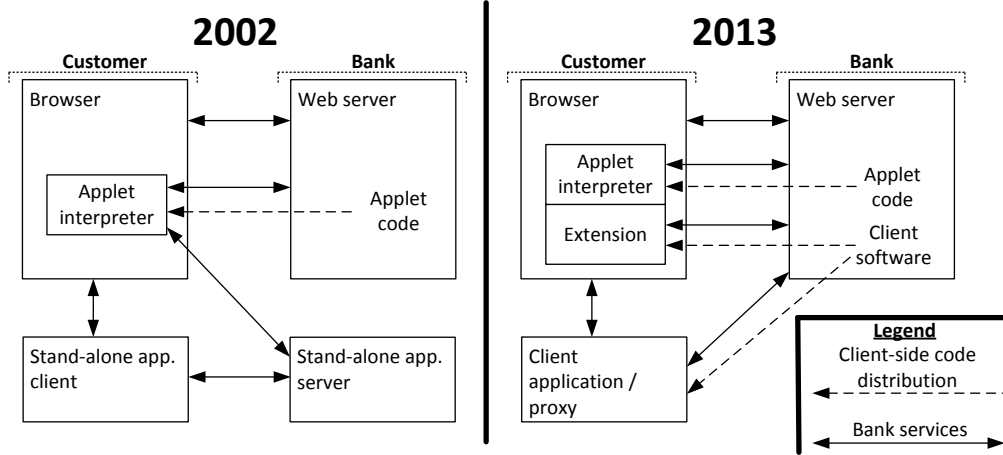 2002
Customer
Bank
Browser
Web server
Applet
interpreter
Applet
code
Stand-alone app.
client
Stand-alone app.
server
2013
Customer
Bank
Browser
Web server
Applet
interpreter
Applet
code
Extension
Client
software
Client
application /
proxy
Legend
Client-side code
distribution
Bank services